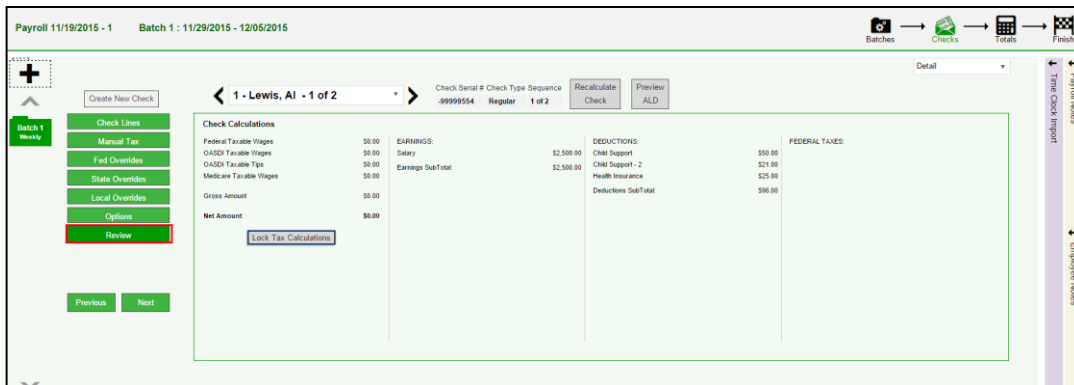 Payroll 11/19/2015 - 1 Batch 1 : 11/29/2015 - 12/05/2015
Batches Checks Totals Finish
Detail
Create New Check
1 - Lewis, Al - 1 of 2
Check Serial # Check Type Sequence
-99999554 Regular 1 of 2
Recalculate Check
Preview ALD
Batch 1
Weekly
Check Lines
Manual Tax
Fed Overrides
State Overrides
Local Overrides
Options
Review
Previous Next
Check Calculations
Federal Taxable Wages $0.00
OASDI Taxable Wages $0.00
OASDI Taxable Tips $0.00
Medicare Taxable Wages $0.00
Gross Amount $0.00
Net Amount $0.00
Lock Tax Calculations
EARNINGS:
Salary $2,500.00
Earnings SubTotal: $2,500.00
DEDUCTIONS:
Child Support $50.00
Child Support - 2 $21.00
Health Insurance $25.00
Deductions SubTotal: $96.00
FEDERAL TAXES:
Time Clock Import
Payroll Notes
Employee Notes